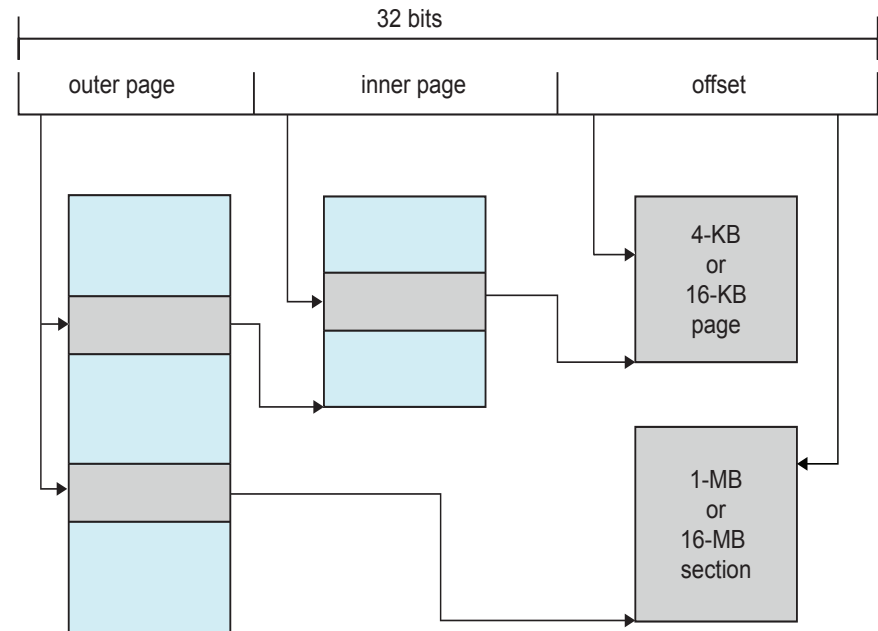 32 bits
outer page
inner page
offset
4-KB
or
16-KB
page
1-MB
or
16-MB
section